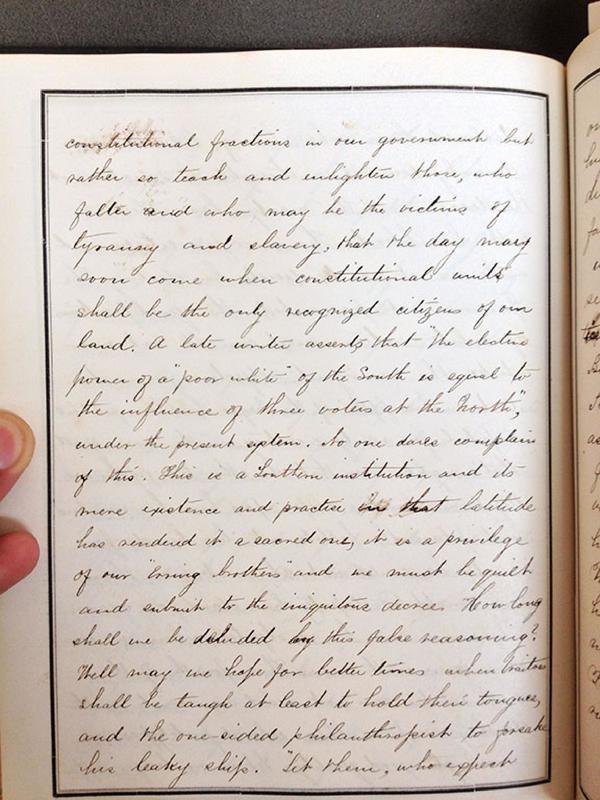 constitutional fractions in our government but
rather so teach and enlighten those, who
falter and who may be the victims of
tyranny and slavery, that the day may
soon come when constitutional units
shall be the only recognized citizens of our
land. A late writer asserts that "the elective
power of a "poor white" of the South is equal to
the influence of three voters at the North",
under the present system. No one dares complain
of this. This is a Southern institution and its
mere existence and practise in that latitude
has rendered it a sacred one, it is a privilege
of our "erring brothers" and we must be quiet
and submit to the iniquitous decree. How long
shall we be deluded by this false reasoning?
Well may we hope for better times when traitors
shall be taugh at least to hold their tongues,
and the one-sided philanthropist to forsake
his leaky ship. "Let them, who expect